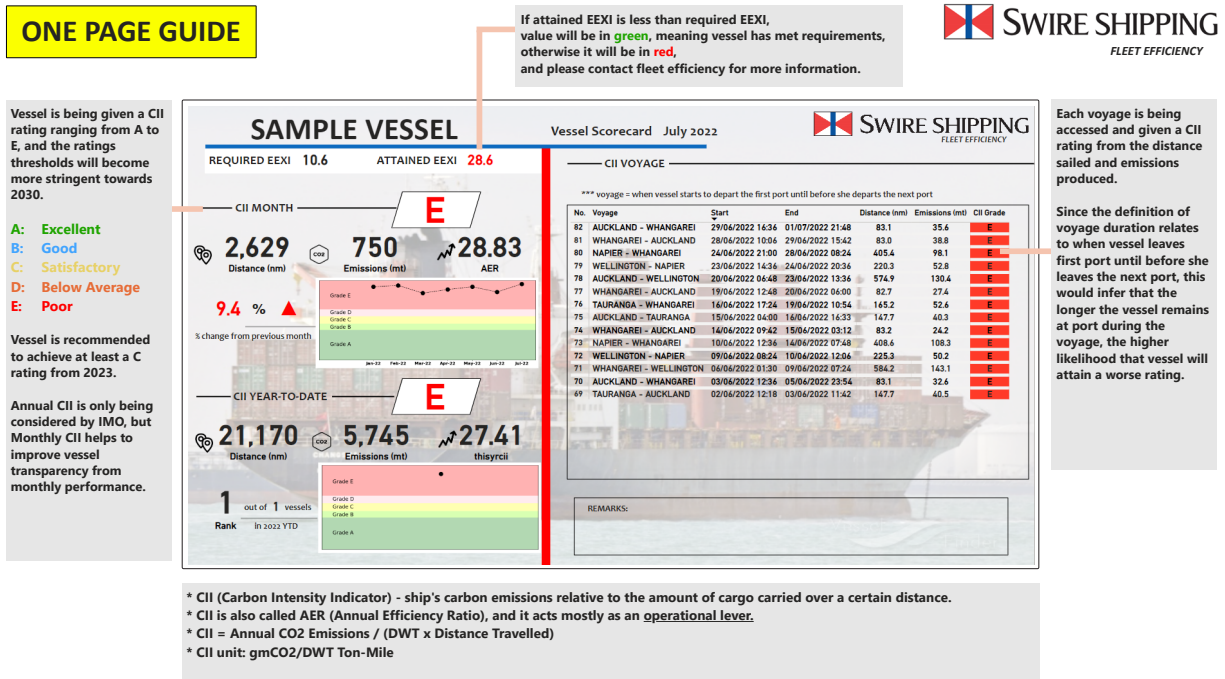 ONE PAGE GUIDE
If attained EEXI is less than required EEXI,
value will be in green, meaning vessel has met requirements,
otherwise it will be in red,
and please contact fleet efficiency for more information.
SWIRE SHIPPING
FLEET EFFICIENCY
Vessel is being given a CII
rating ranging from A to
E, and the ratings
thresholds will become
more stringent towards
2030.
A: Excellent
B: Good
C: Satisfactory
D: Below Average
E: Poor
Vessel is recommended
to achieve at least a C
rating from 2023.
Annual CII is only being
considered by IMO, but
Monthly CII helps to
improve vessel
transparency from
monthly performance.
SAMPLE VESSEL
Vessel Scorecard July 2022
SWIRE SHIPPING
FLEET EFFICIENCY
REQUIRED EEXI 10.6 ATTAINED EEXI 28.6
CII MONTH
E
2,629
Distance (nm)
CO2
750
Emissions (mt)
28.83
AER
9.4 %
% change from previous month
Grade E
Grade D
Grade C
Grade B
Grade A
Jan-22 Feb-22 Mar-22 Apr-22 May-22 Jun-22 Jul-22
CII YEAR-TO-DATE
E
21,170
Distance (nm)
CO2
5,745
Emissions (mt)
27.41
thisyrcii
1 out of 1 vessels
Rank In 2022 YTD
Grade E
Grade D
Grade C
Grade B
Grade A
CII VOYAGE
*** voyage = when vessel starts to depart the first port until before she departs the next port
No. Voyage Start End Distance (nm) Emissions (mt) CII Grade
82 AUCKLAND - WHANGAREI 29/06/2022 16:36 01/07/2022 21:48 83.1 35.6 E
81 WHANGAREI - AUCKLAND 28/06/2022 10:06 29/06/2022 15:42 83.0 38.8 E
80 NAPIER - WHANGAREI 24/06/2022 21:00 28/06/2022 08:24 405.4 98.1 E
79 WELLINGTON - NAPIER 23/06/2022 14:36 24/06/2022 20:36 220.3 52.8 E
78 AUCKLAND - WELLINGTON 20/06/2022 06:48 23/06/2022 13:36 574.9 130.4 E
77 WHANGAREI - AUCKLAND 19/06/2022 12:48 20/06/2022 06:00 82.7 27.4 E
76 TAURANGA - WHANGAREI 16/06/2022 17:24 19/06/2022 10:54 165.2 52.6 E
75 AUCKLAND - TAURANGA 15/06/2022 04:00 16/06/2022 16:33 147.7 40.3 E
74 WHANGAREI - AUCKLAND 14/06/2022 09:42 15/06/2022 03:12 83.2 24.2 E
73 NAPIER - WHANGAREI 10/06/2022 12:36 14/06/2022 07:48 408.6 108.3 E
72 WELLINGTON - NAPIER 09/06/2022 08:24 10/06/2022 12:06 225.3 50.2 E
71 WHANGAREI - WELLINGTON 06/06/2022 01:30 09/06/2022 07:24 584.2 143.1 E
70 AUCKLAND - WHANGAREI 03/06/2022 12:36 05/06/2022 23:54 83.1 32.6 E
69 TAURANGA - AUCKLAND 02/06/2022 12:18 03/06/2022 11:42 147.7 40.5 E
REMARKS:
Each voyage is being
accessed and given a CII
rating from the distance
sailed and emissions
produced.
Since the definition of
voyage duration relates
to when vessel leaves
first port until before she
leaves the next port, this
would infer that the
longer the vessel remains
at port during the
voyage, the higher
likelihood that vessel will
attain a worse rating.
* CII (Carbon Intensity Indicator) - ship's carbon emissions relative to the amount of cargo carried over a certain distance.
* CII is also called AER (Annual Efficiency Ratio), and it acts mostly as an operational lever.
* CII = Annual CO2 Emissions / (DWT x Distance Travelled)
* CII unit: gmCO2/DWT Ton-Mile